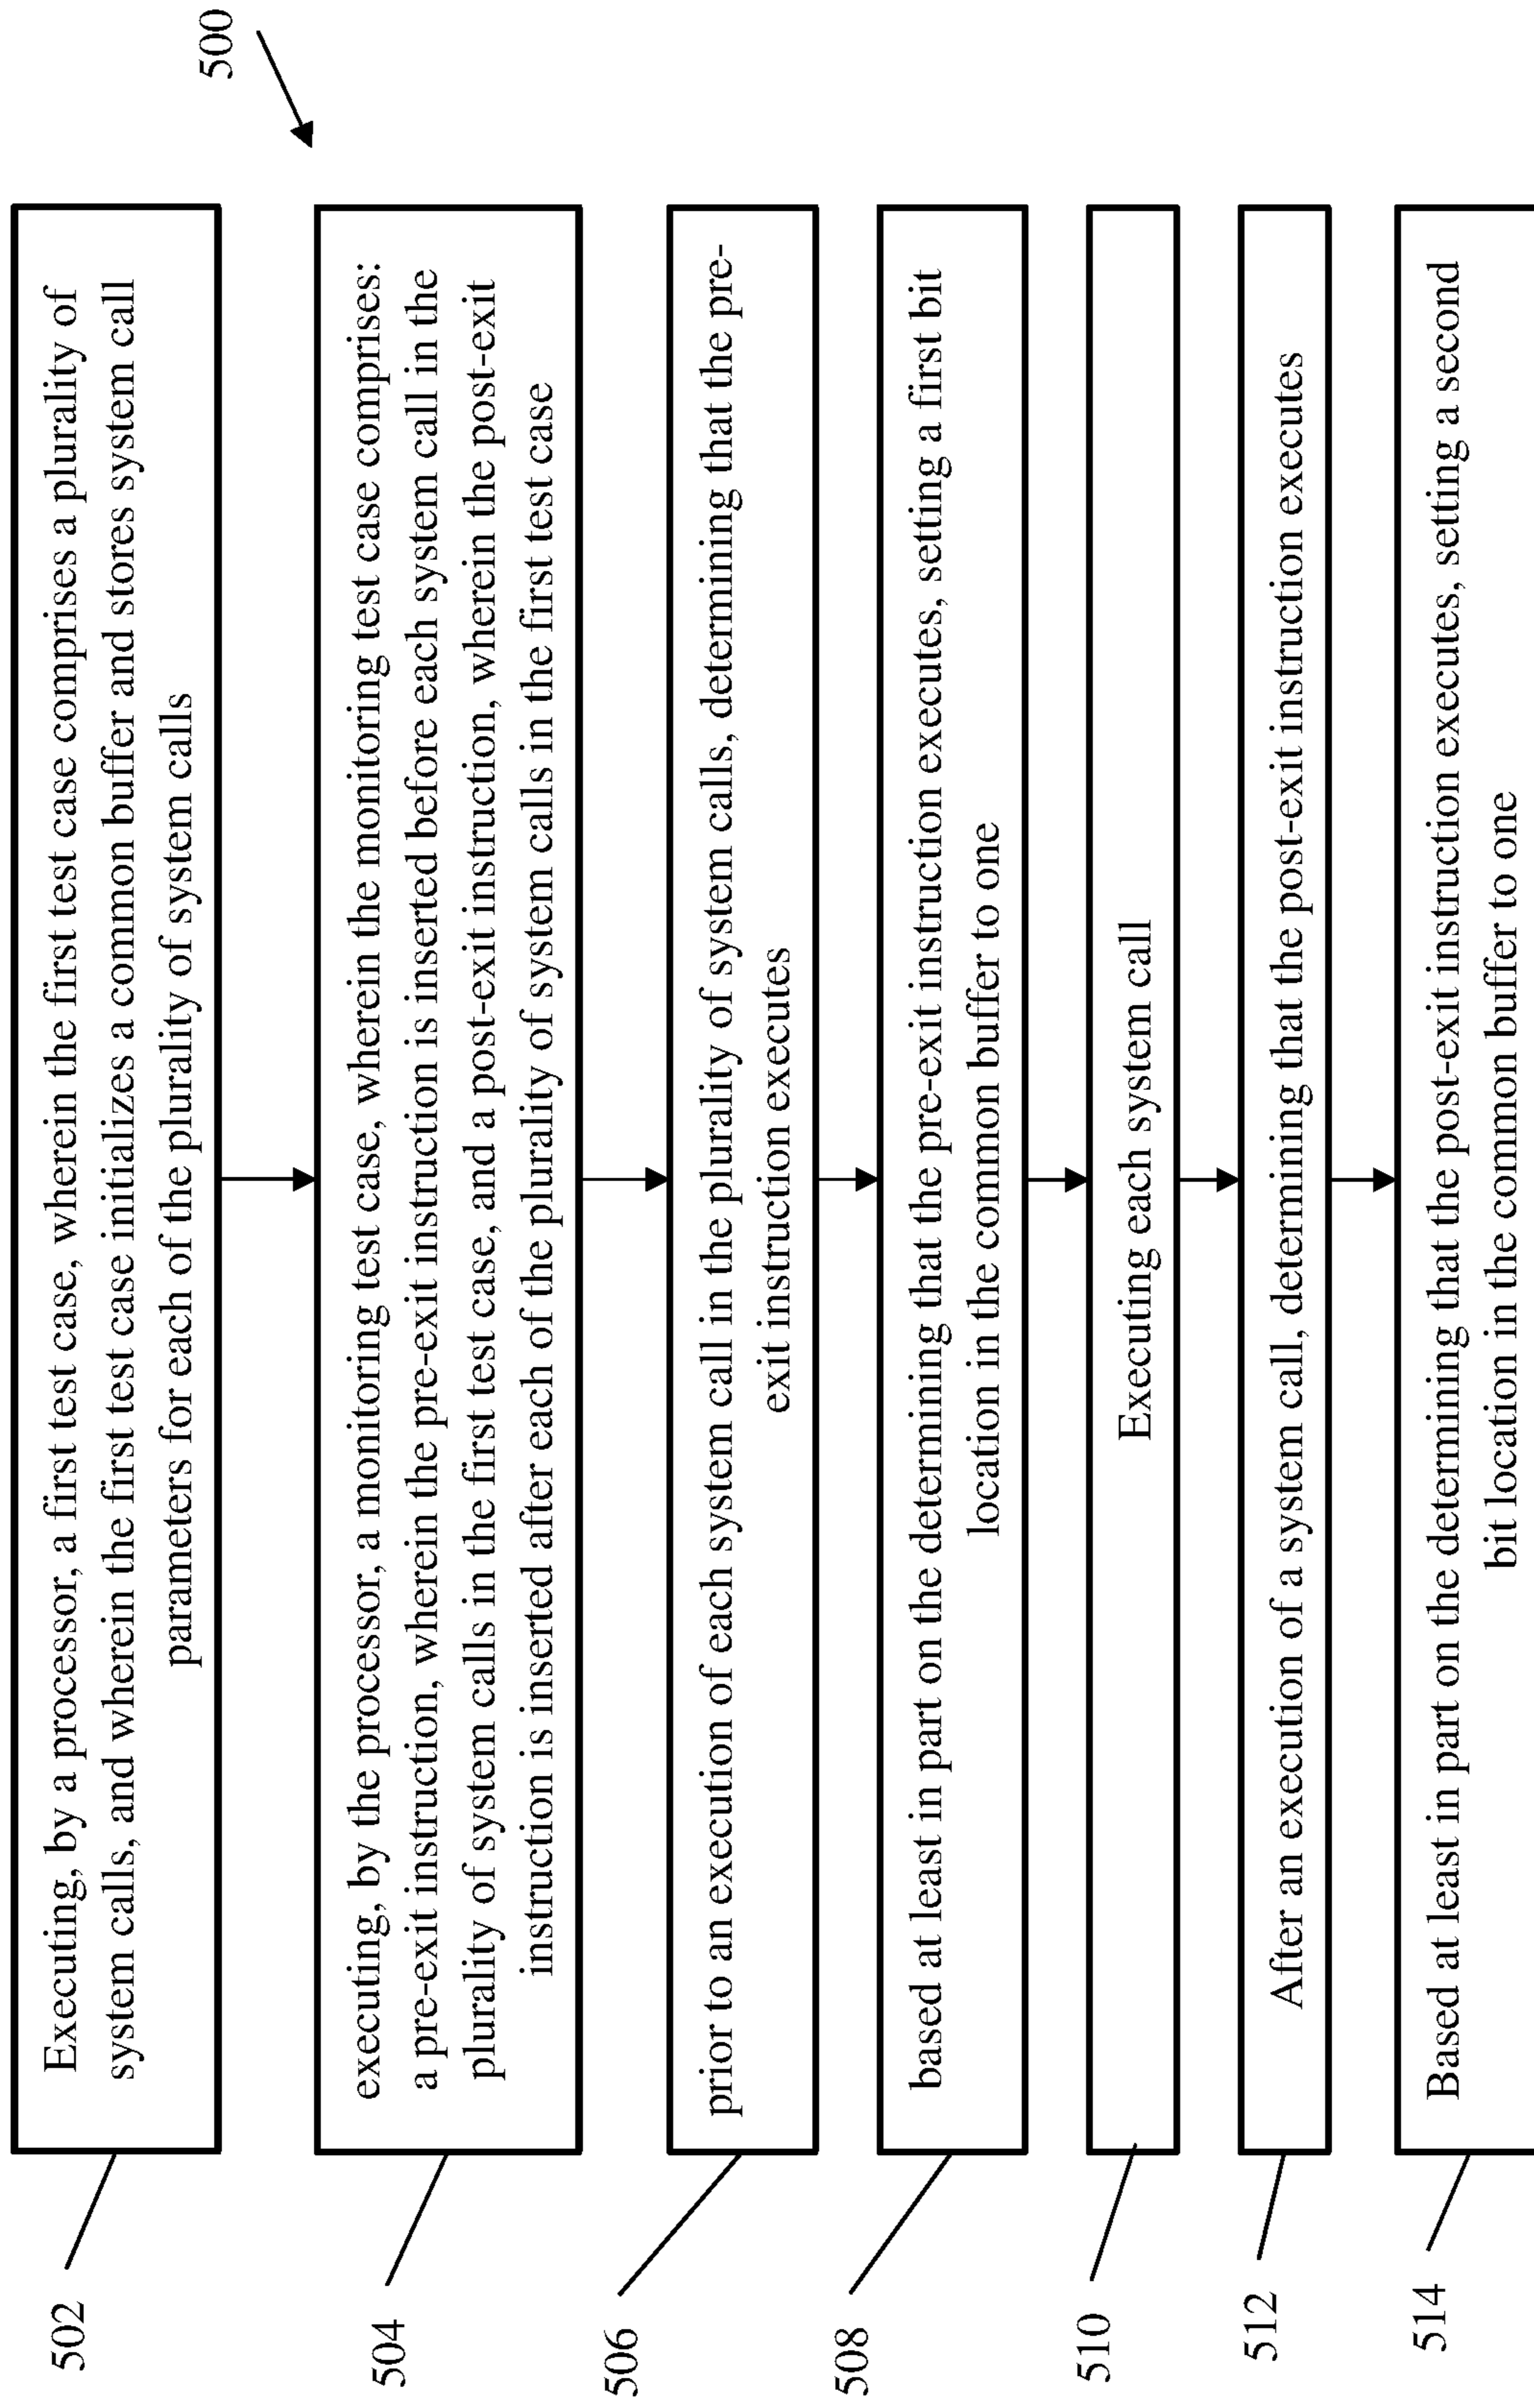 500
502
Executing, by a processor, a first test case, wherein the first test case comprises a plurality of
system calls, and wherein the first test case initializes a common buffer and stores system call
parameters for each of the plurality of system calls
504
executing, by the processor, a monitoring test case, wherein the monitoring test case comprises:
a pre-exit instruction, wherein the pre-exit instruction is inserted before each system call in the
plurality of system calls in the first test case, and a post-exit instruction, wherein the post-exit
instruction is inserted after each of the plurality of system calls in the first test case
506
prior to an execution of each system call in the plurality of system calls, determining that the pre-
exit instruction executes
508
based at least in part on the determining that the pre-exit instruction executes, setting a first bit
location in the common buffer to one
510
Executing each system call
512
After an execution of a system call, determining that the post-exit instruction executes
514
Based at least in part on the determining that the post-exit instruction executes, setting a second
bit location in the common buffer to one